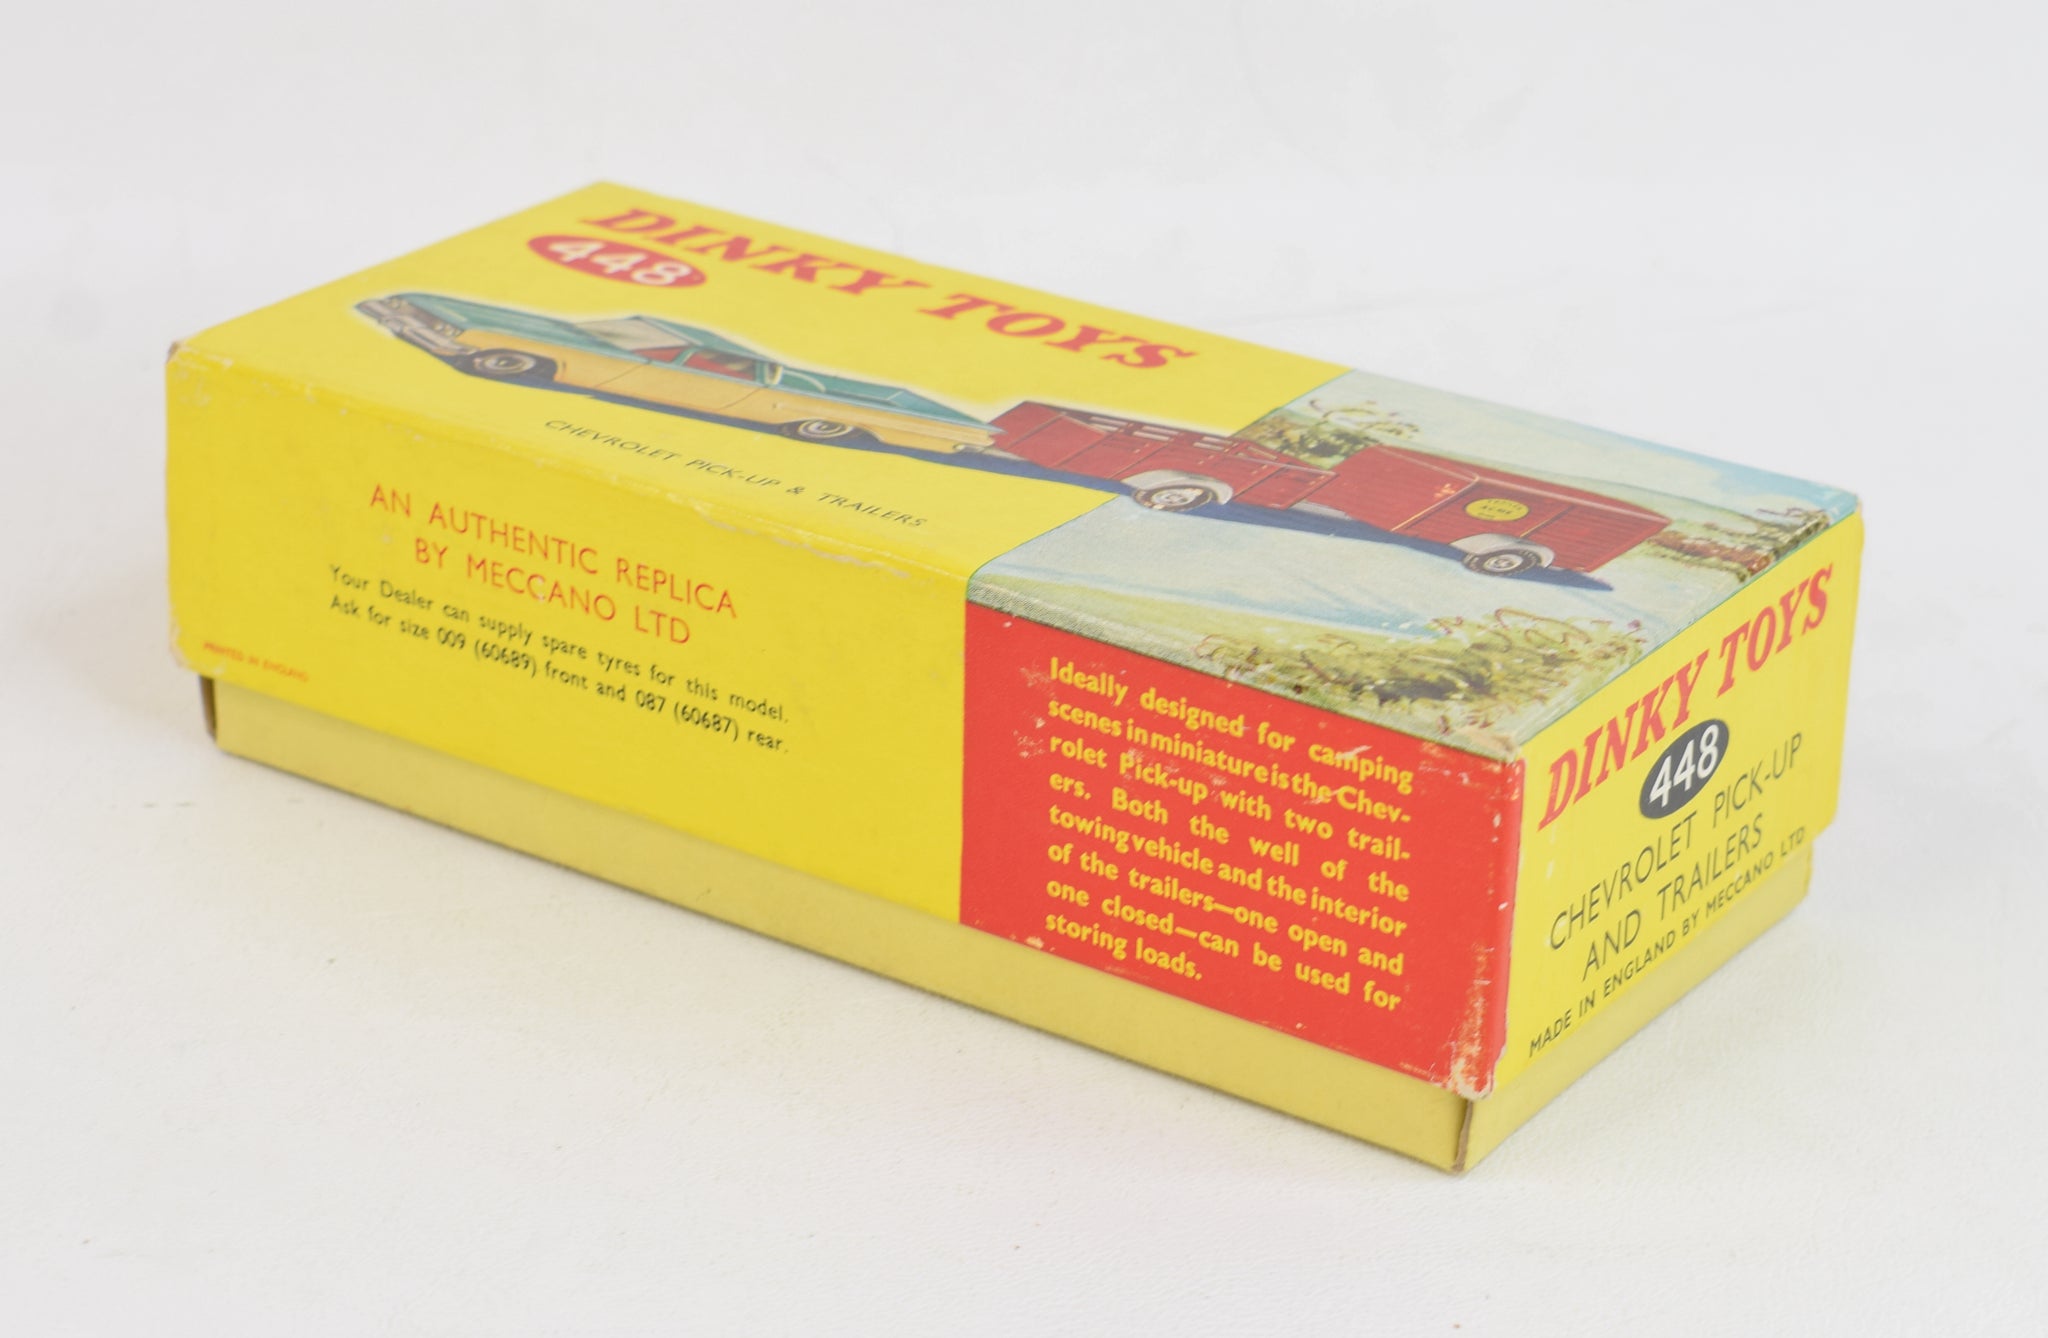 DINKY TOYS
448
CHEVROLET PICK-UP & TRAILERS
ACME
AN AUTHENTIC REPLICA
BY MECCANO LTD
Your Dealer can supply spare tyres for this model.
Ask for size 009 (60689) front and 087 (60687) rear.
PRINTED IN ENGLAND
Ideally designed for camping
scenes in miniature is the Chev-
rolet Pick-up with two trail-
ers. Both the well of the
towing vehicle and the interior
of the trailers—one open and
one closed—can be used for
storing loads.
DINKY TOYS
448
CHEVROLET PICK-UP
AND TRAILERS
MADE IN ENGLAND BY MECCANO LTD